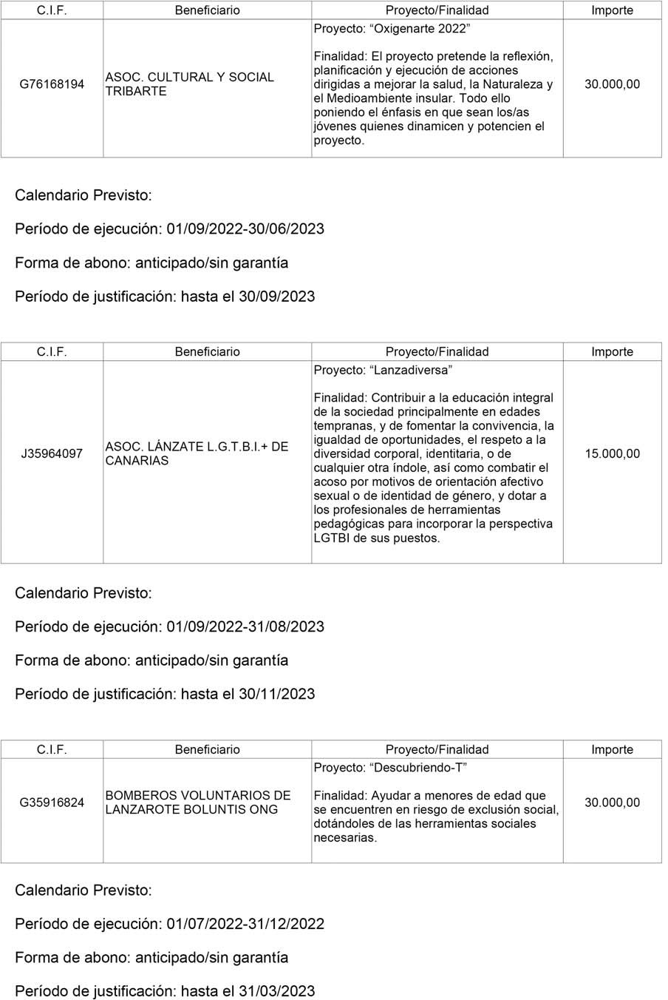 C.I.F. Beneficiario Proyecto/Finalidad Importe
G76168194
ASOC. CULTURAL Y SOCIAL
TRIBARTE
Proyecto: “Oxigenarte 2022”
Finalidad: El proyecto pretende la reflexión,
planificación y ejecución de acciones
dirigidas a mejorar la salud, la Naturaleza y
el Medioambiente insular. Todo ello
poniendo el énfasis en que sean los/as
jóvenes quienes dinamicen y potencien el
proyecto.
30.000,00
Calendario Previsto:
Período de ejecución: 01/09/2022-30/06/2023
Forma de abono: anticipado/sin garantía
Período de justificación: hasta el 30/09/2023
C.I.F. Beneficiario Proyecto/Finalidad Importe
J35964097
ASOC. LÁNZATE L.G.T.B.I.+ DE
CANARIAS
Proyecto: “Lanzadiversa”
Finalidad: Contribuir a la educación integral
de la sociedad principalmente en edades
tempranas, y de fomentar la convivencia, la
igualdad de oportunidades, el respeto a la
diversidad corporal, identitaria, o de
cualquier otra índole, así como combatir el
acoso por motivos de orientación afectivo
sexual o de identidad de género, y dotar a
los profesionales de herramientas
pedagógicas para incorporar la perspectiva
LGTBI de sus puestos.
15.000,00
Calendario Previsto:
Período de ejecución: 01/09/2022-31/08/2023
Forma de abono: anticipado/sin garantía
Período de justificación: hasta el 30/11/2023
C.I.F. Beneficiario Proyecto/Finalidad Importe
G35916824
BOMBEROS VOLUNTARIOS DE
LANZAROTE BOLUNTIS ONG
Proyecto: “Descubriendo-T”
Finalidad: Ayudar a menores de edad que
se encuentren en riesgo de exclusión social,
dotándoles de las herramientas sociales
necesarias.
30.000,00
Calendario Previsto:
Período de ejecución: 01/07/2022-31/12/2022
Forma de abono: anticipado/sin garantía
Período de justificación: hasta el 31/03/2023